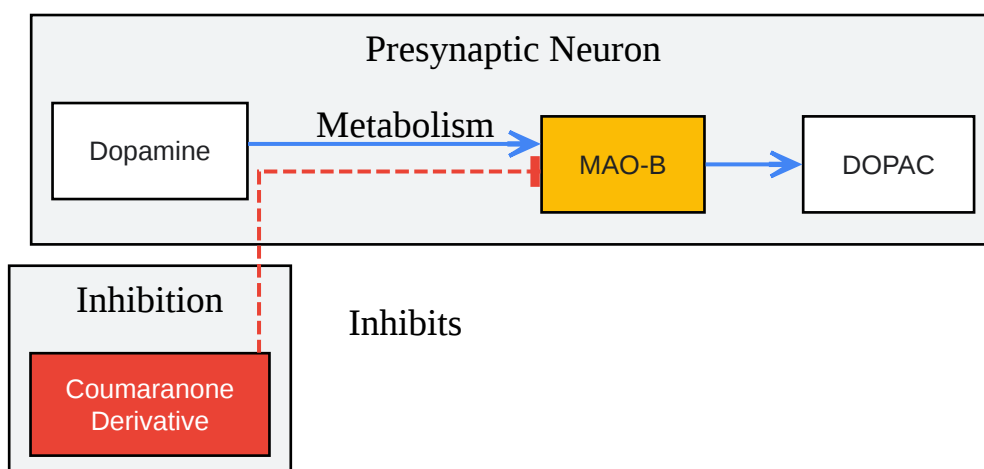 Presynaptic Neuron
Metabolism
Dopamine
MAO-B
DOPAC
Inhibition
Inhibits
Coumaranone
Derivative